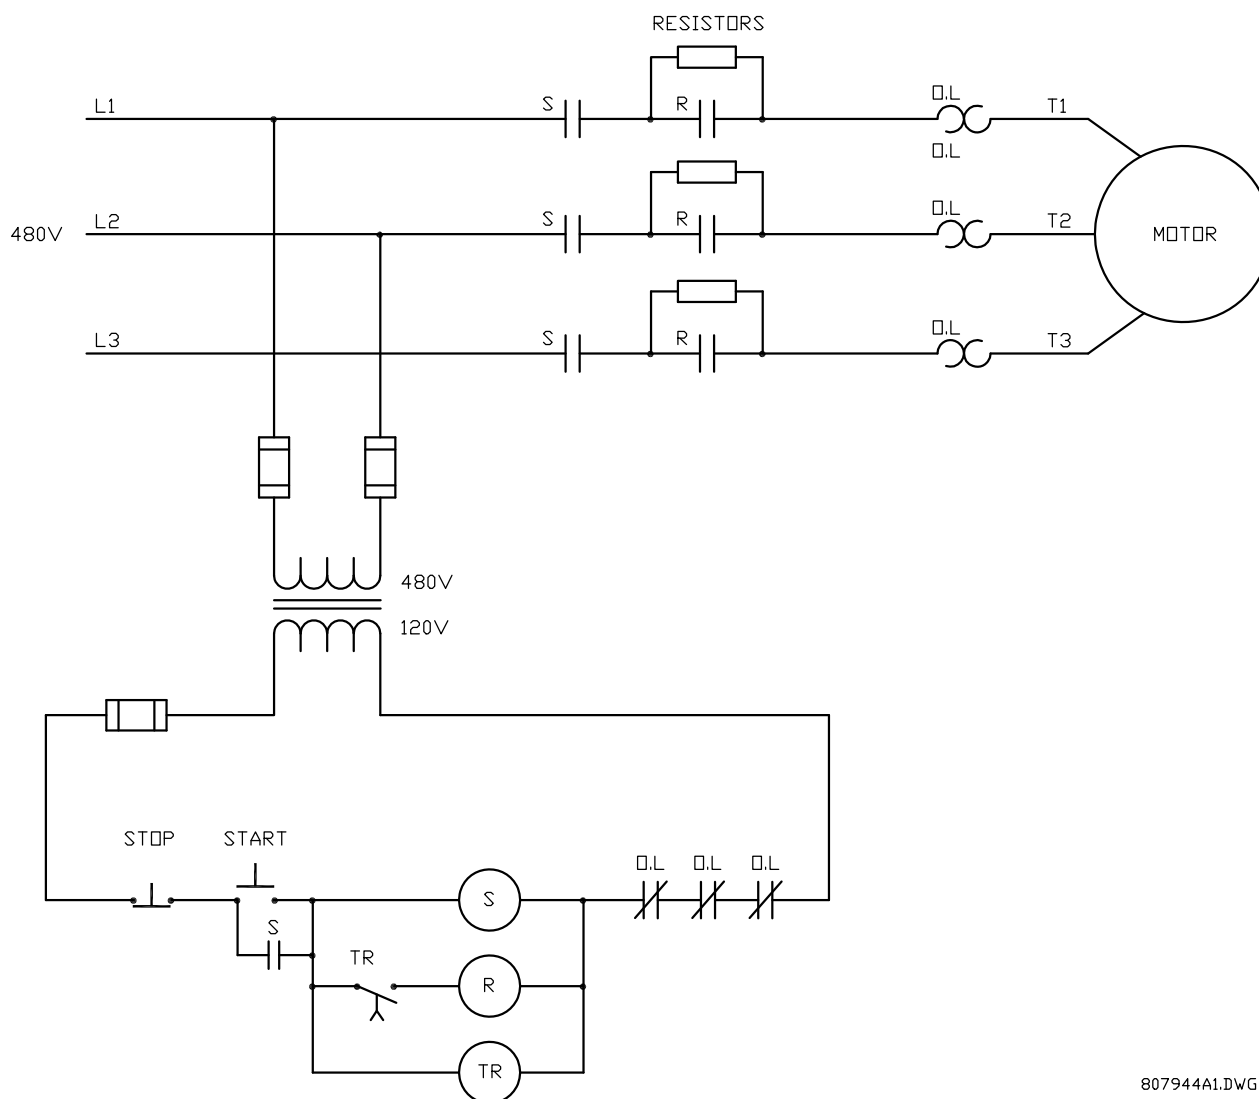 RESISTORS
L1
S
R
O.L
T1
O.L
480V
L2
S
R
O.L
T2
MOTOR
L3
S
R
O.L
T3
480V
120V
STOP
START
S
O.L
O.L
O.L
S
TR
R
TR
807944A1.DWG